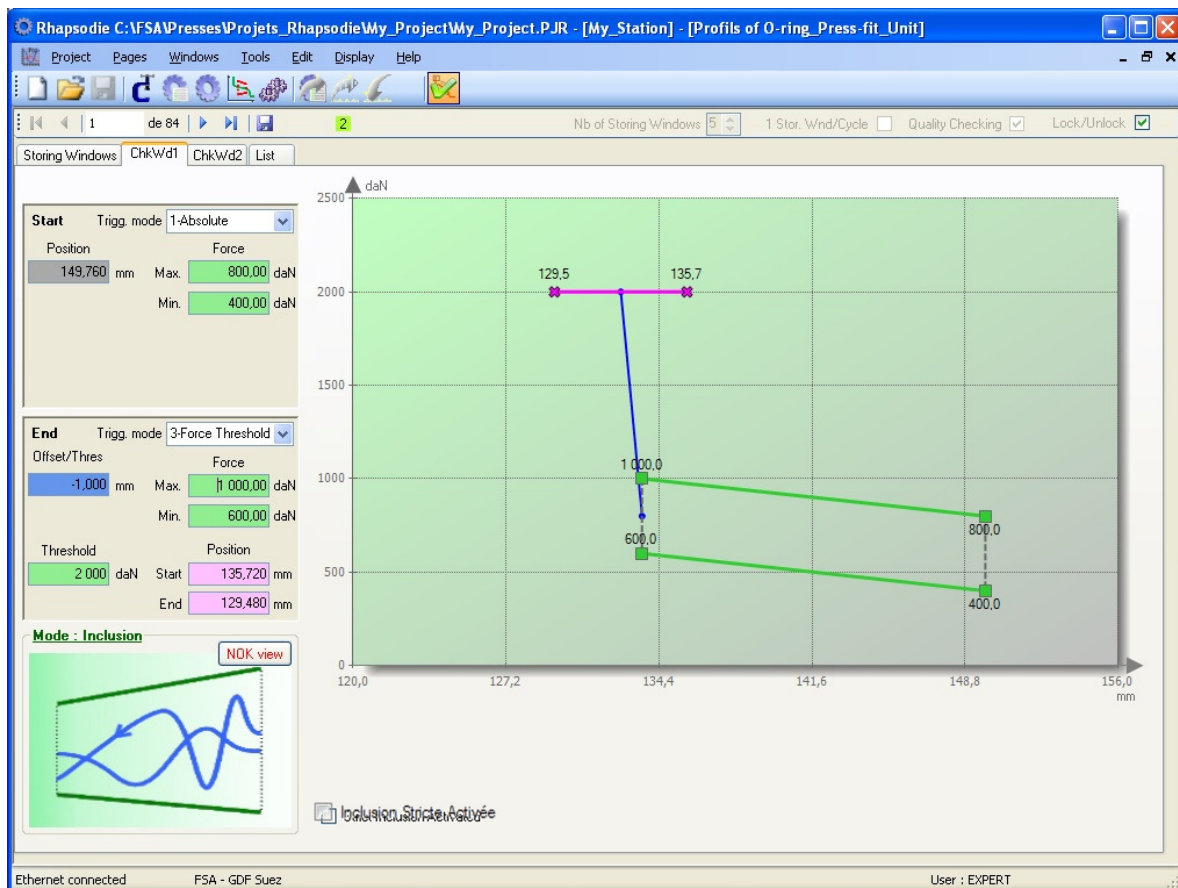 Rhapsodie C:\FSA\Presses\Projets_Rhapsodie\My_Project\My_Project.PJR - [My_Station] - [Profils of O-ring_Press-fit_Unit]
Project Pages Windows Tools Edit Display Help
1 de 84 2 Nb of Storing Windows 5 1 Stor. Wnd/Cycle Quality Checking Lock/Unlock
Storing Windows ChkWd1 ChkWd2 List
Start Trigg. mode 1-Absolute
Position Force
149,760 mm Max. 800,00 daN
Min. 400,00 daN
End Trigg. mode 3-Force Threshold
Offset/Thres Force
-1,000 mm Max. 1 000,00 daN
Min. 600,00 daN
Threshold Position
2 000 daN Start 135,720 mm
End 129,480 mm
Mode : Inclusion
NOK view
daN
2500
2000
1500
1000
500
0
129,5 135,7
1 000,0
600,0
800,0
400,0
120,0 127,2 134,4 141,6 148,8 156,0
mm
Inclusion Stricte Activée
Ethernet connected FSA - GDF Suez User : EXPERT